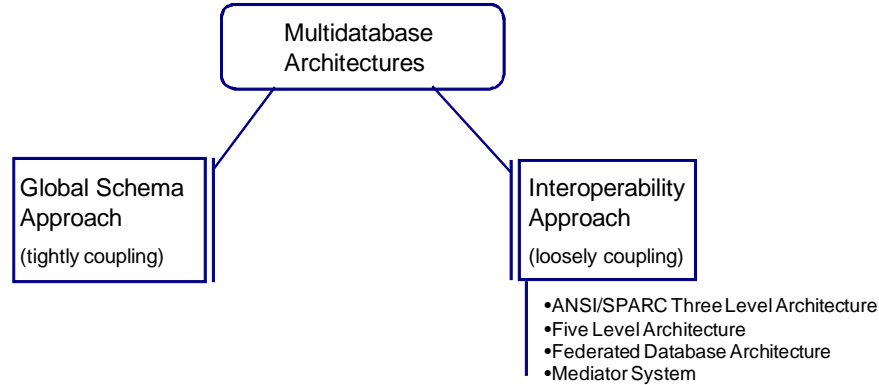 Multidatabase
Architectures
Global Schema
Approach
(tightly coupling)
Interoperability
Approach
(loosely coupling)
•ANSI/SPARC Three Level Architecture
•Five Level Architecture
•Federated Database Architecture
•Mediator System